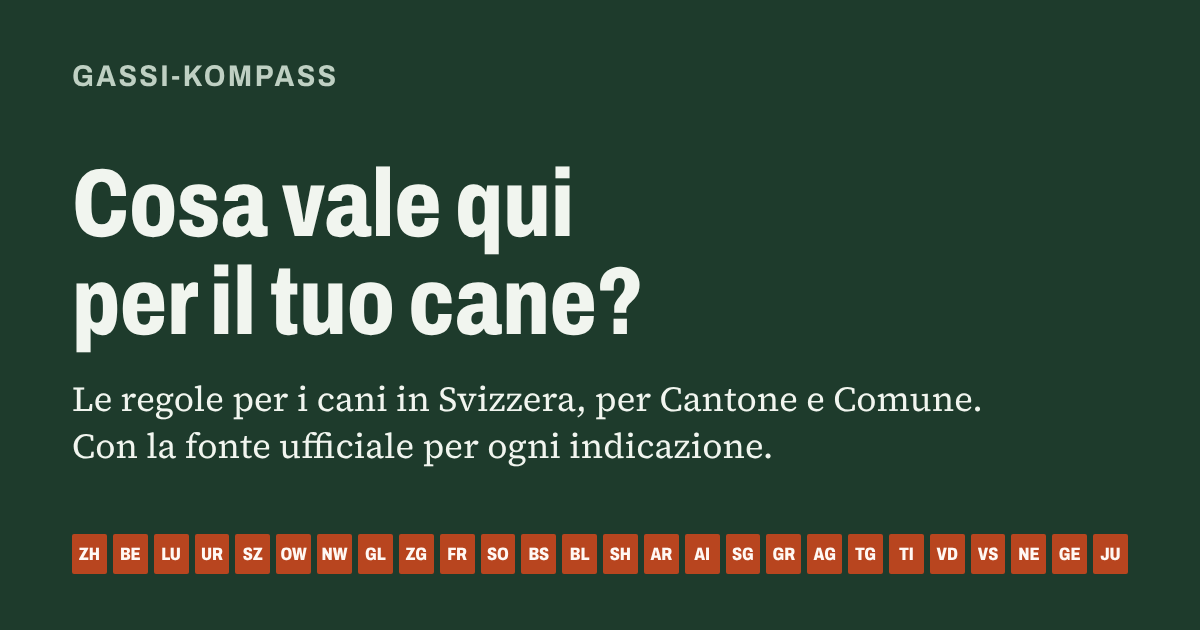 GASSI-KOMPASS
Cosa vale qui
per il tuo cane?
Le regole per i cani in Svizzera, per Cantone e Comune.
Con la fonte ufficiale per ogni indicazione.
ZH BE LU UR SZ OW NW GL ZG FR SO BS BL SH AR AI SG GR AG TG TI VD VS NE GE JU